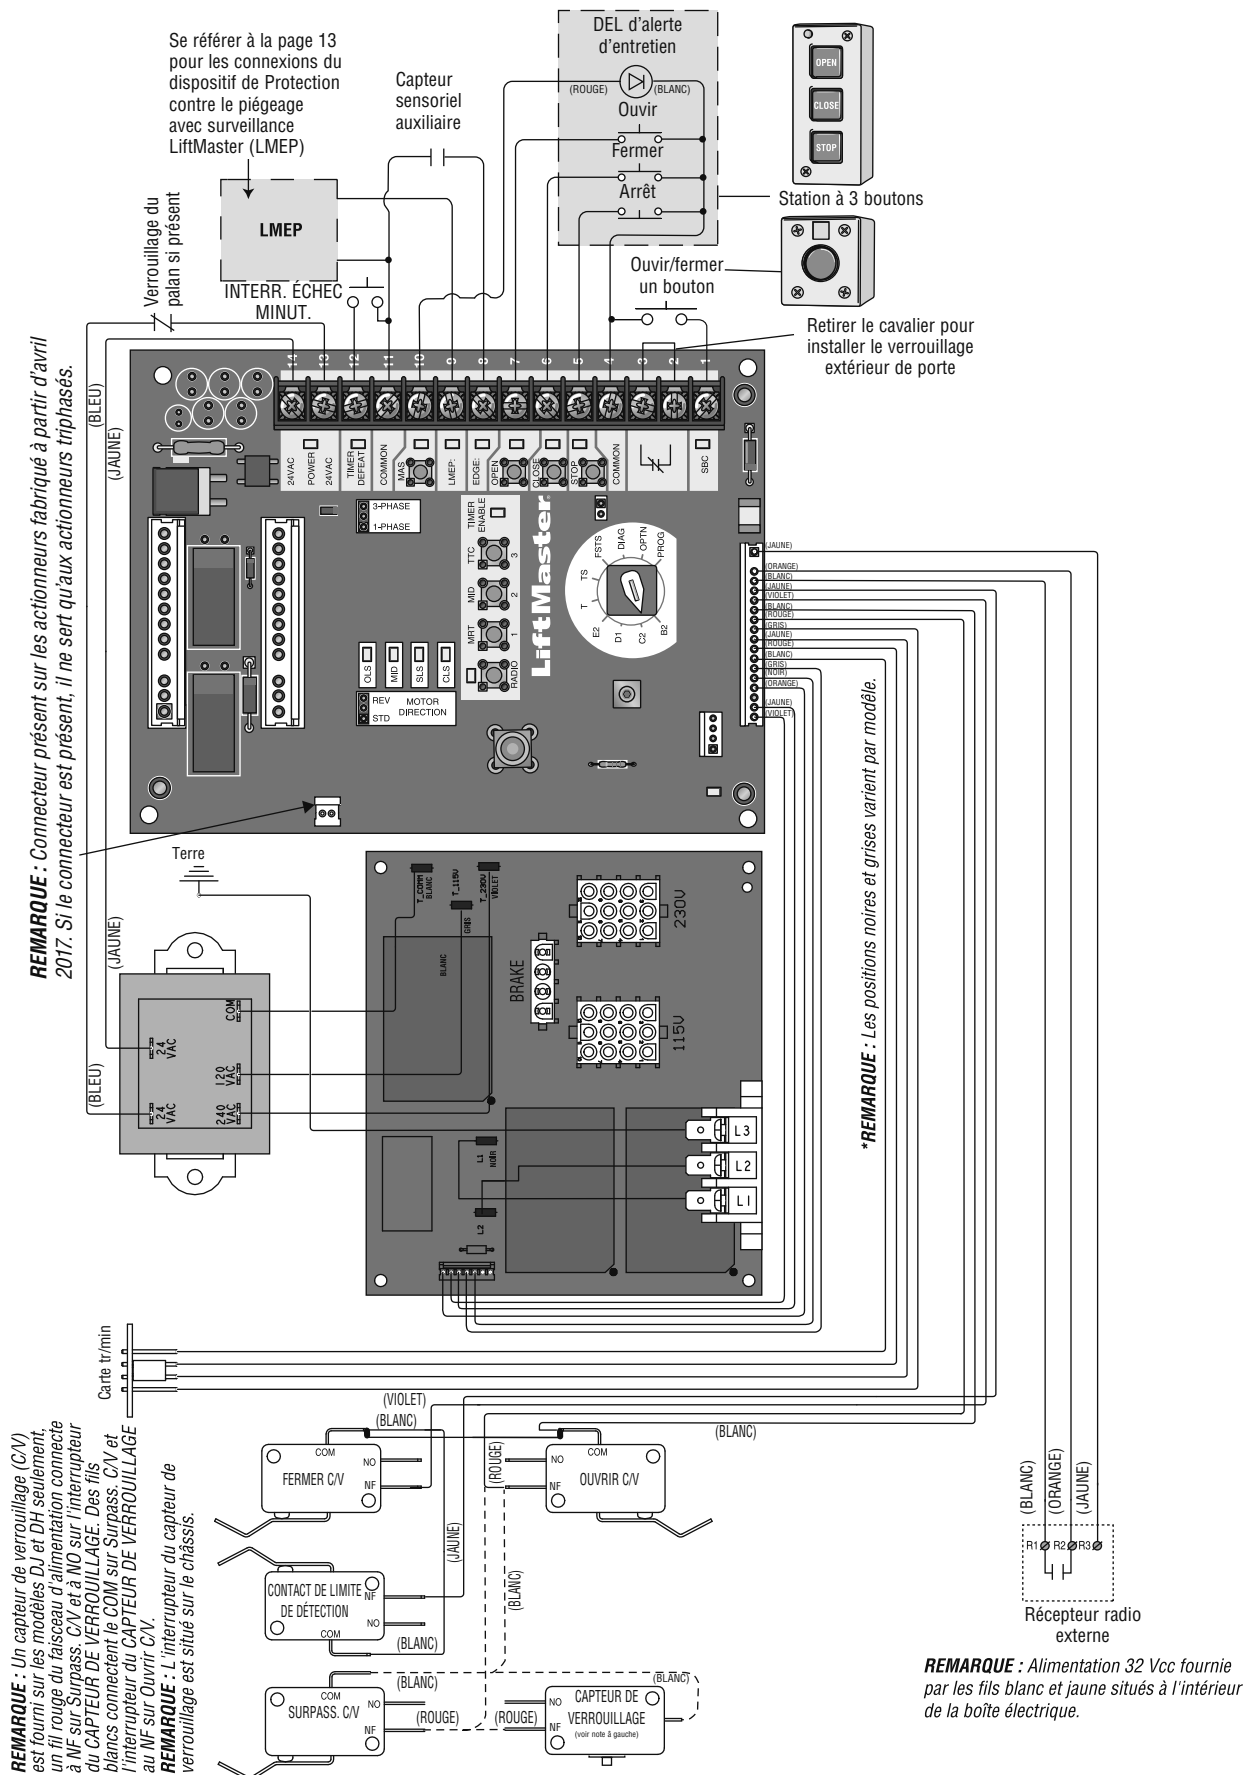 Se référer à la page 13
pour les connexions du
dispositif de Protection
contre le piégeage
avec surveillance
LiftMaster (LMEP)
Capteur
sensoriel
auxiliaire
DEL d'alerte
d'entretien
(ROUGE)
(BLANC)
Ouvir
Fermer
Arrêt
OPEN
CLOSE
STOP
Station à 3 boutons
LMEP
Verrouillage du
palan si présent
INTERR. ÉCHEC
MINUT.
Ouvir/fermer
un bouton
Retirer le cavalier pour
installer le verrouillage
extérieur de porte
REMARQUE : Connecteur présent sur les actionneurs fabriqué à partir d'avril
2017. Si le connecteur est présent, il ne sert qu'aux actionneurs triphasés.
(BLEU)
(JAUNE)
14
13
12
11
10
9
8
7
6
5
4
3
2
1
24VAC
POWER
24VAC
TIMER
DEFEAT
COMMON
MAS
LMEP:
EDGE:
OPEN
CLOSE
STOP
COMMON
SBC
3-PHASE
1-PHASE
TIMER
ENABLE
TTC
3
MID
2
MRT
1
RADIO
LiftMaster®
TS
FSTS
DIAG
OPTN
PROG
T
E2
D1
C2
B2
OLS
MID
SLS
CLS
REV
STD
MOTOR
DIRECTION
(JAUNE)
(ORANGE)
(BLANC)
(JAUNE)
(VIOLET)
(BLANC)
(ROUGE)
(GRIS)
(JAUNE)
(ROUGE)
(BLANC)
(GRIS)
(NOIR)
(ORANGE)
(JAUNE)
(VIOLET)
*REMARQUE : Les positions noires et grises varient par modèle.
Terre
(JAUNE)
(BLEU)
24
VAC
24
VAC
COM
120
VAC
240
VAC
T_COMM
BLANC
T_115V
GRIS
T_230V
VIOLET
BLANC
BRAKE
230V
115V
L1
NOIR
L2
L3
L2
L1
Carte tr/min
REMARQUE : Un capteur de verrouillage (C/V)
est fourni sur les modèles DJ et DH seulement,
un fil rouge du faisceau d'alimentation connecte
à NF sur Surpass. C/V et à NO sur l'interrupteur
du CAPTEUR DE VERROUILLAGE. Des fils
blancs connectent le COM sur Surpass. C/V et
l'interrupteur du CAPTEUR DE VERROUILLAGE
au NF sur Ouvrir C/V.
REMARQUE : L'interrupteur du capteur de
verrouillage est situé sur le châssis.
(VIOLET)
(BLANC)
(BLANC)
COM
NO
FERMER C/V
NF
(ROUGE)
COM
NO
OUVRIR C/V
NF
(JAUNE)
(BLANC)
CONTACT DE LIMITE
DE DÉTECTION
NF
NO
COM
(BLANC)
COM
SURPASS. C/V
NO
NF
(BLANC)
(ROUGE)
(ROUGE)
(BLANC)
NO
NF
CAPTEUR DE
VERROUILLAGE
(voir note à gauche)
COM
(BLANC)
(ORANGE)
(JAUNE)
R1
R2
R3
Récepteur radio
externe
REMARQUE : Alimentation 32 Vcc fournie
par les fils blanc et jaune situés à l'intérieur
de la boîte électrique.